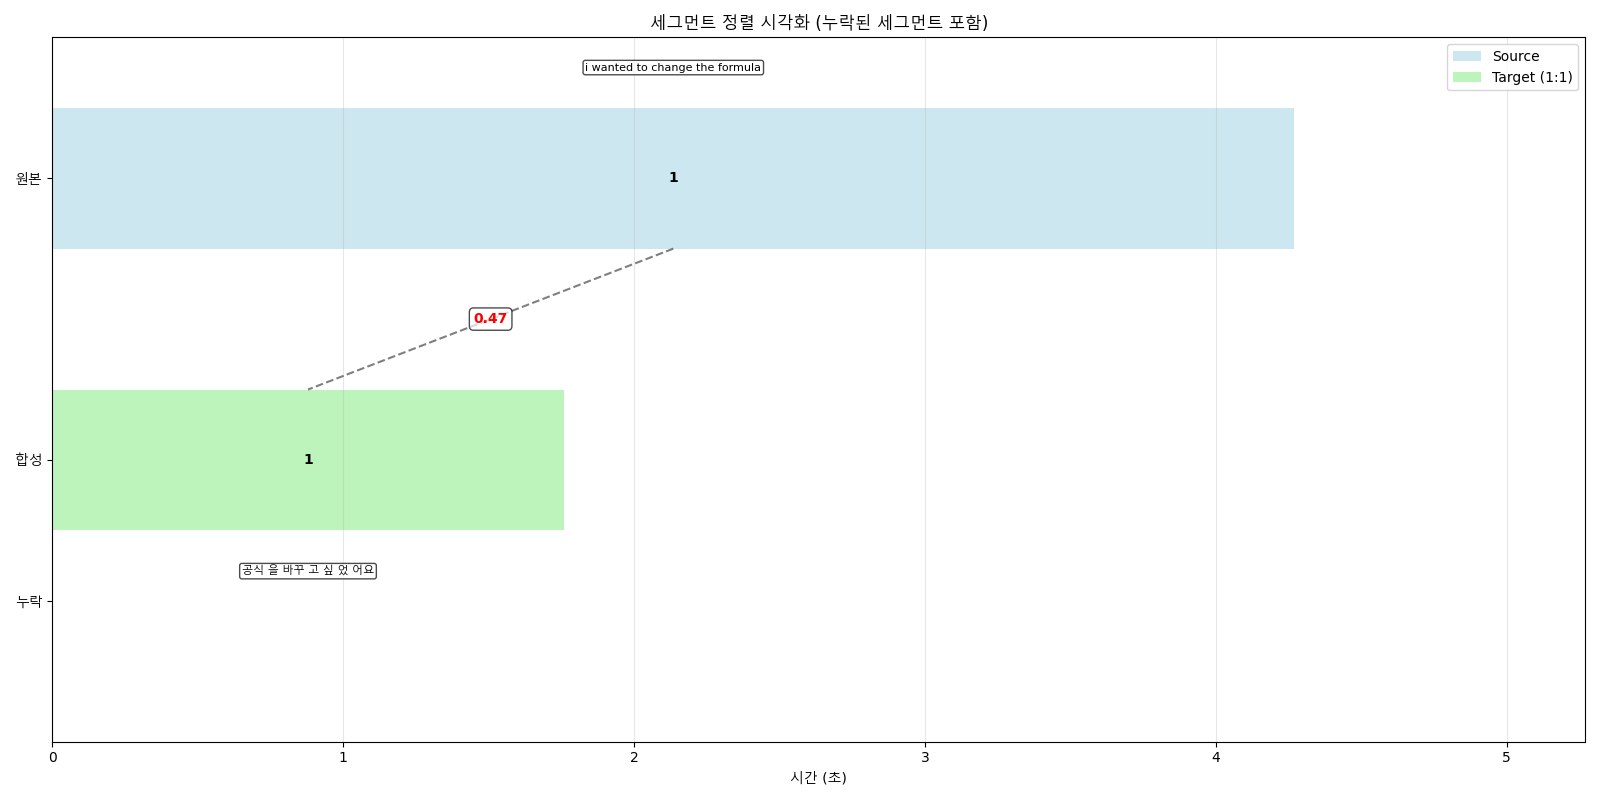 세그먼트 정렬 시각화 (누락된 세그먼트 포함)
i wanted to change the formula
Source
Target (1:1)
원본
1
0.47
합성
1
공식 을 바꾸 고 싶 었 어요
누락
0 1 2 3 4 5
시간 (초)